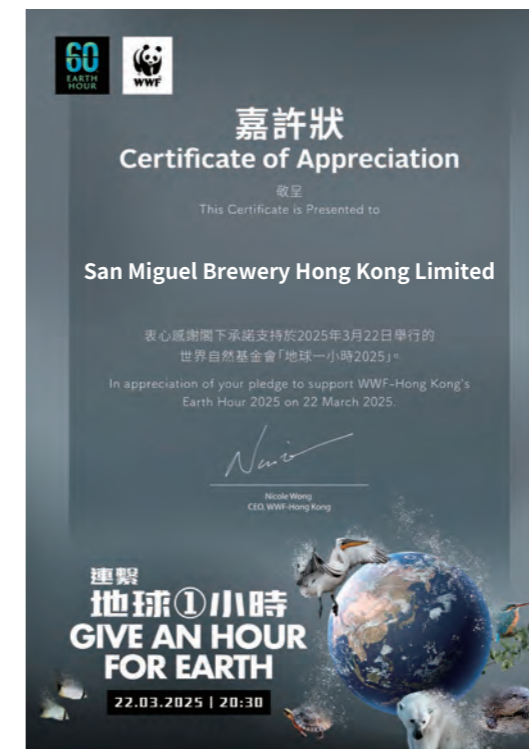 60
EARTH
HOUR
WWF
嘉許狀
Certificate of Appreciation
敬呈
This Certificate is Presented to
San Miguel Brewery Hong Kong Limited
衷心感謝閣下承諾支持於2025年3月22日舉行的
世界自然基金會「地球一小時2025」。
In appreciation of your pledge to support WWF–Hong Kong's
Earth Hour 2025 on 22 March 2025.
Nicole Wong
CEO, WWF-Hong Kong
連繫
地球①小時
GIVE AN HOUR
FOR EARTH
22.03.2025 | 20:30